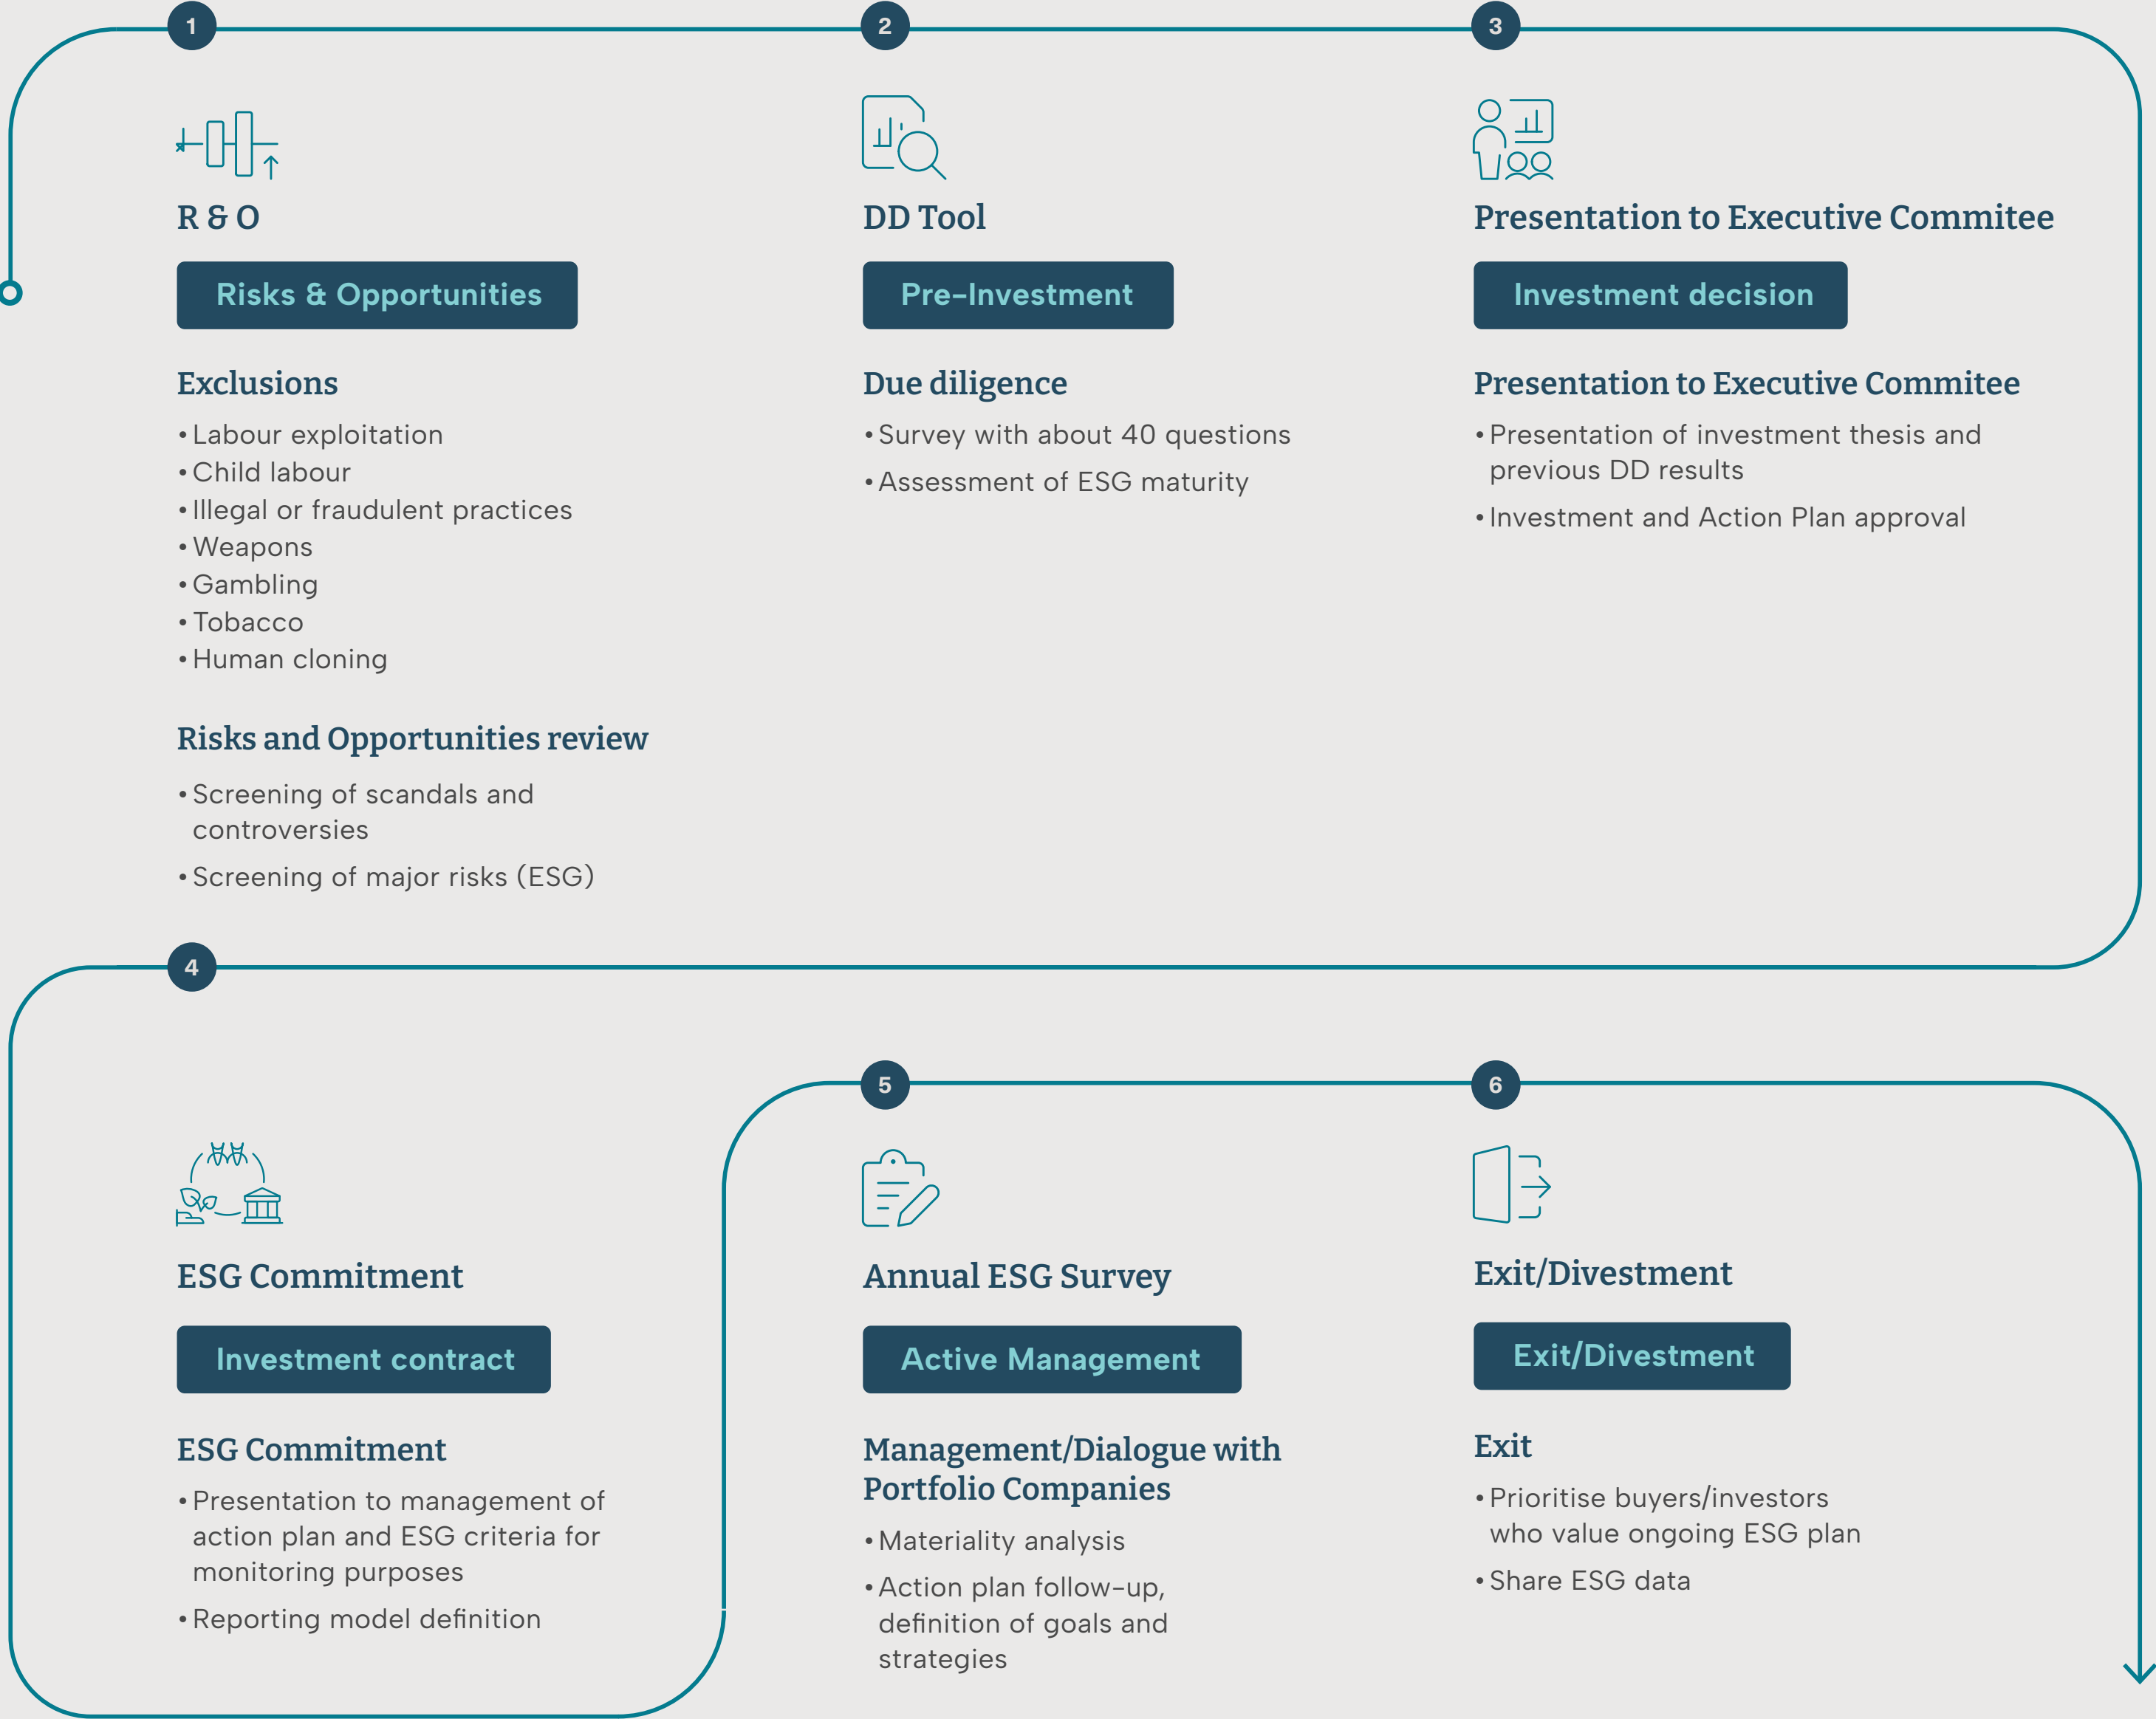 1
R & O
Risks & Opportunities
Exclusions
• Labour exploitation
• Child labour
• Illegal or fraudulent practices
• Weapons
• Gambling
• Tobacco
• Human cloning
Risks and Opportunities review
• Screening of scandals and
controversies
• Screening of major risks (ESG)
2
DD Tool
Pre-Investment
Due diligence
• Survey with about 40 questions
• Assessment of ESG maturity
3
Presentation to Executive Commitee
Investment decision
Presentation to Executive Commitee
• Presentation of investment thesis and
previous DD results
• Investment and Action Plan approval
4
ESG Commitment
Investment contract
ESG Commitment
• Presentation to management of
action plan and ESG criteria for
monitoring purposes
• Reporting model definition
5
Annual ESG Survey
Active Management
Management/Dialogue with
Portfolio Companies
• Materiality analysis
• Action plan follow-up,
definition of goals and
strategies
6
Exit/Divestment
Exit/Divestment
Exit
• Prioritise buyers/investors
who value ongoing ESG plan
• Share ESG data